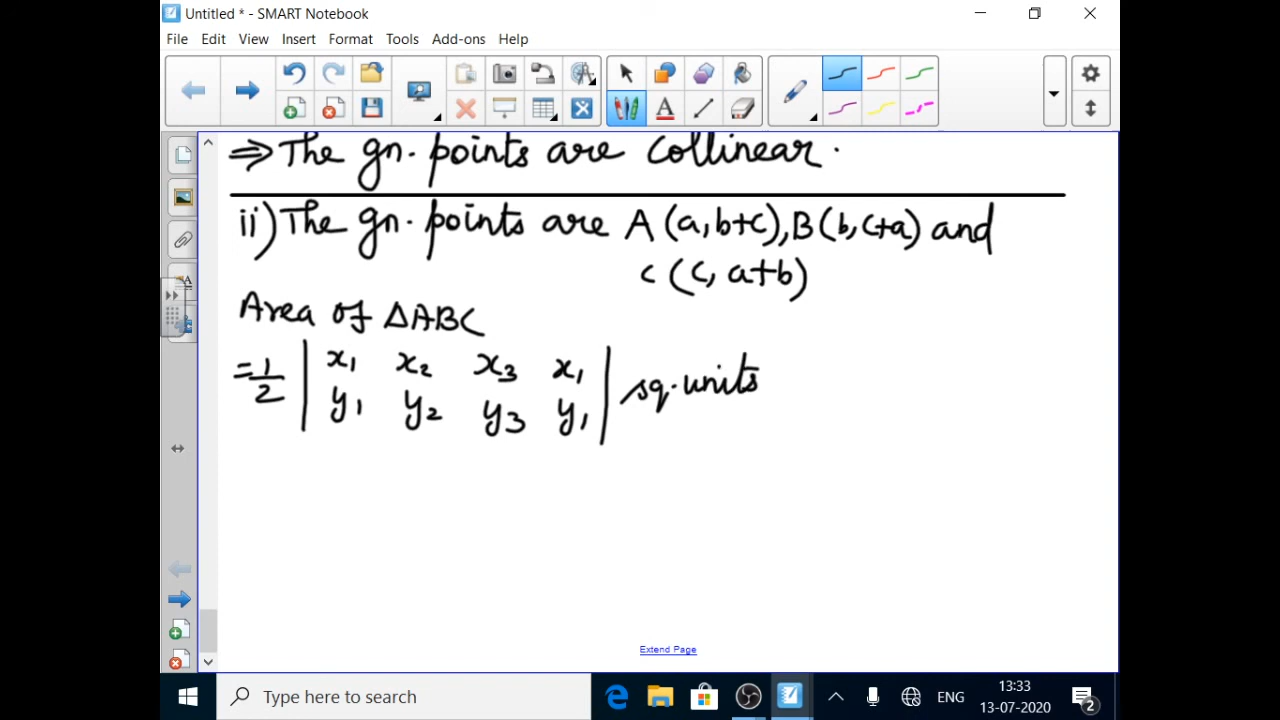 Untitled * - SMART Notebook
File Edit View Insert Format Tools Add-ons Help
⇒ The gn. points are collinear.
ii) The gn. points are A (a, b+c), B (b, c+a) and
C (c, a+b)
Area of ΔABC
= 1/2 | x1 x2 x3 x1 | sq. units
| y1 y2 y3 y1 |
Extend Page
Type here to search
ENG
13:33
13-07-2020
2